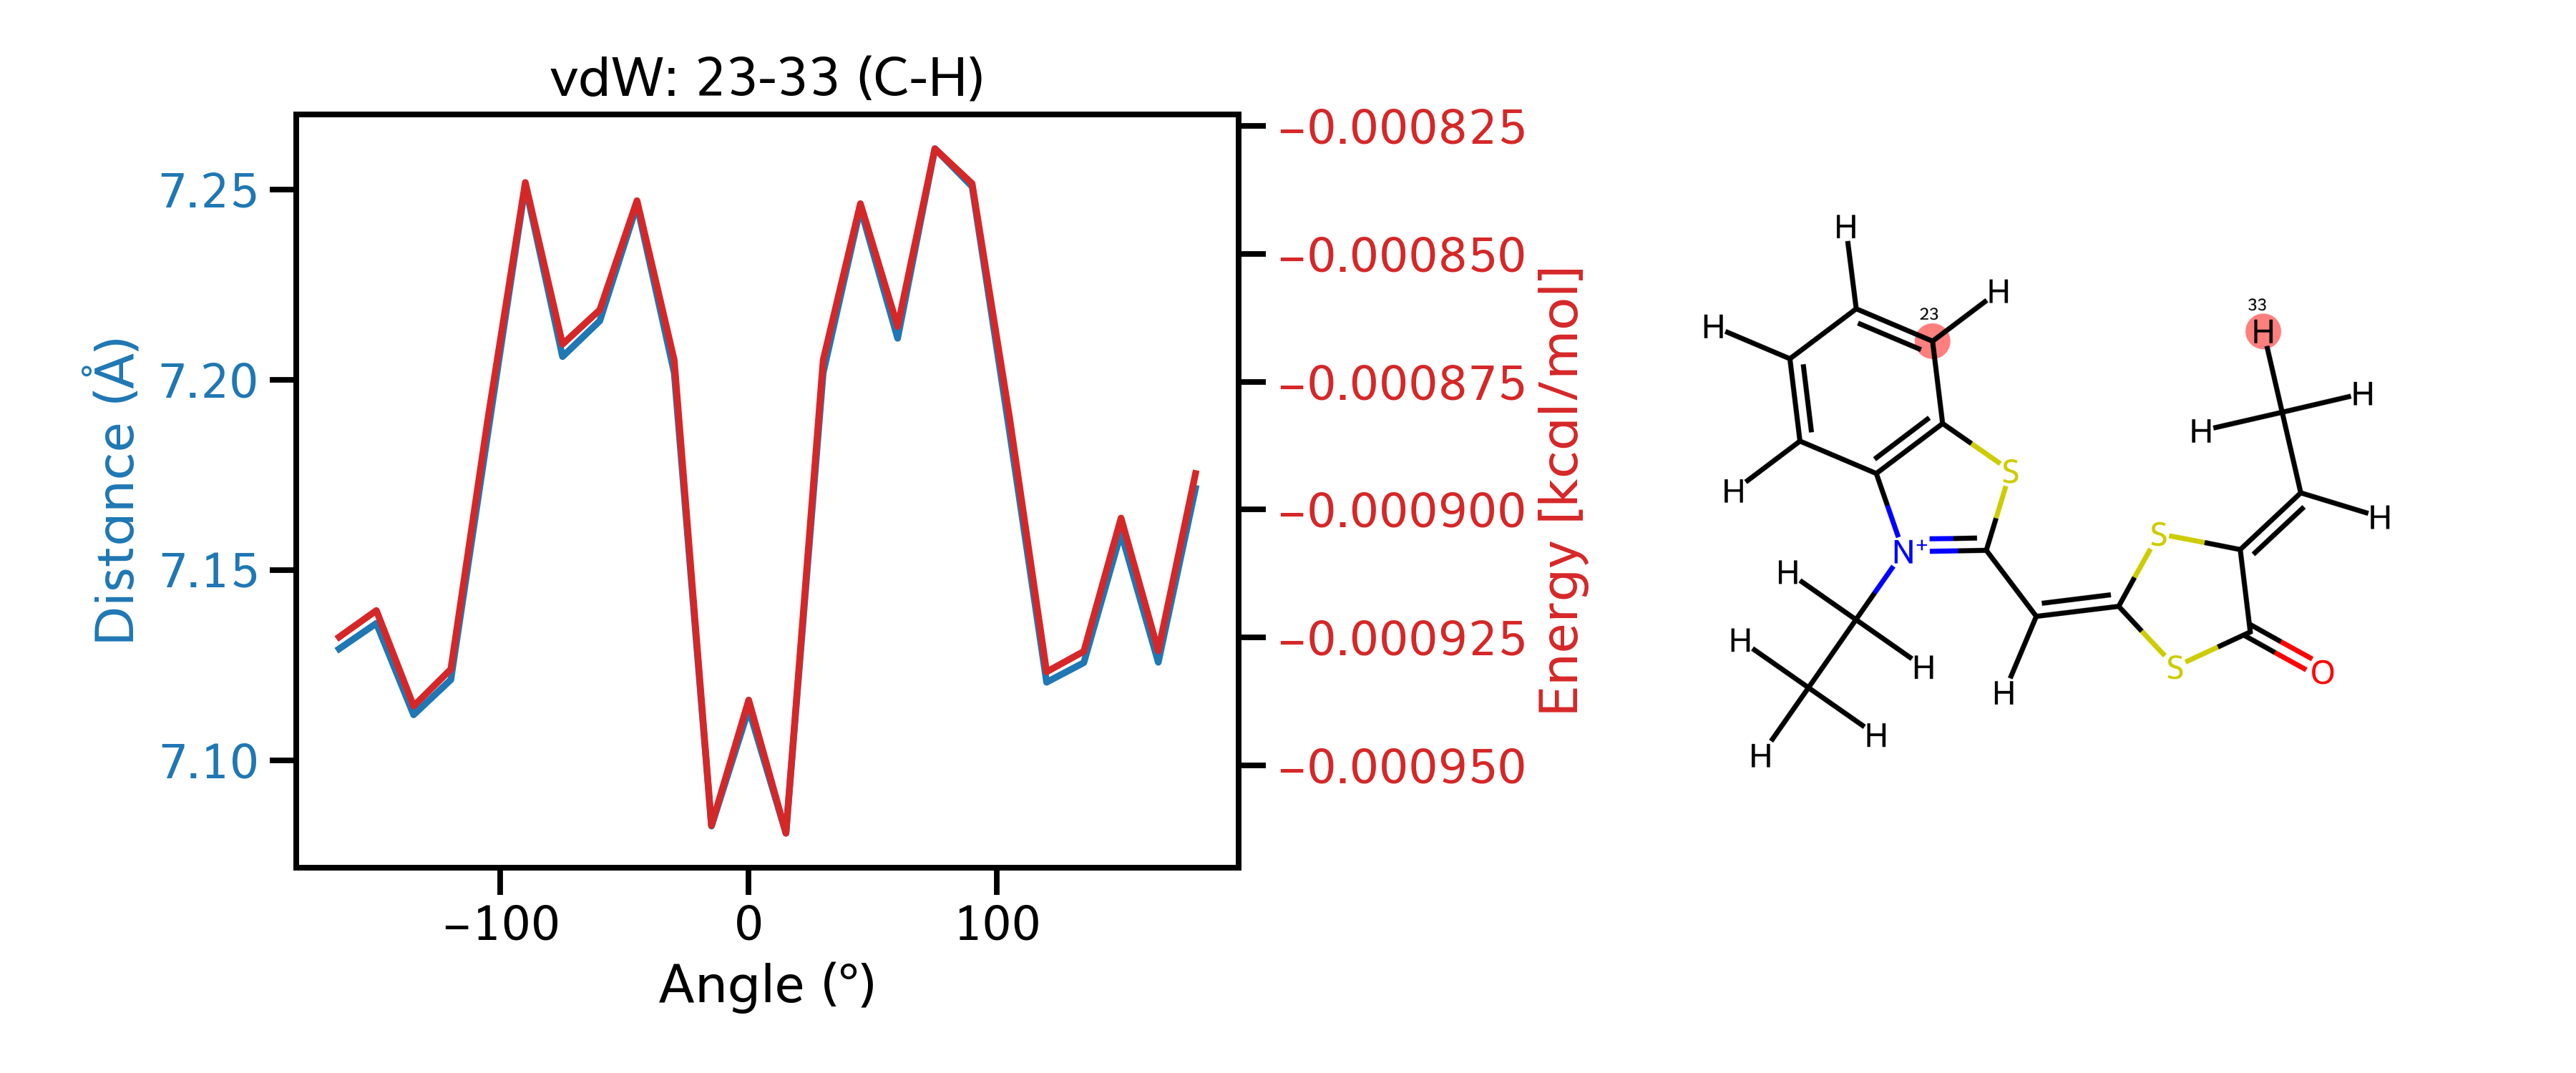 vdW: 23-33 (C-H)
7.25
7.20
7.15
7.10
Distance (Å)
−100
0
100
Angle (°)
−0.000825
−0.000850
−0.000875
−0.000900
−0.000925
−0.000950
Energy [kcal/mol]
H
H
23
H
33
H
H
H
H
S
H
H
S
N+
H
H
H
S
O
H
H
H